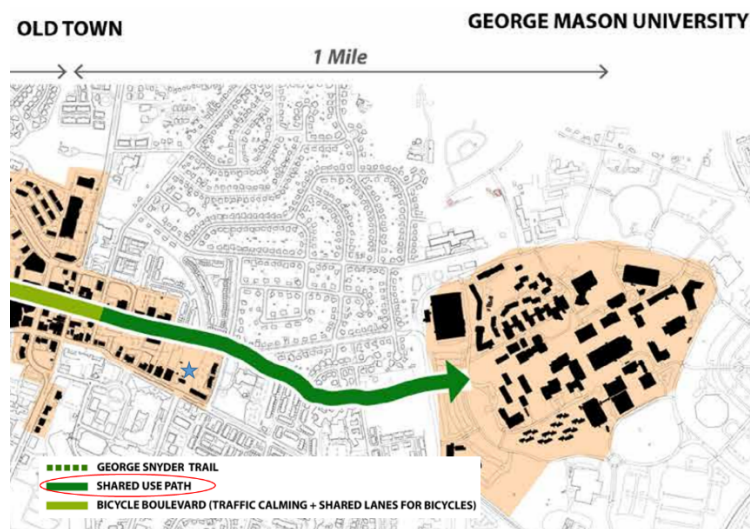 OLD TOWN
GEORGE MASON UNIVERSITY
1 Mile
GEORGE SNYDER TRAIL
SHARED USE PATH
BICYCLE BOULEVARD (TRAFFIC CALMING + SHARED LANES FOR BICYCLES)